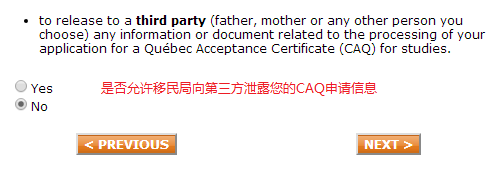 to release to a third party (father, mother or any other person you
choose) any information or document related to the processing of your
application for a Québec Acceptance Certificate (CAQ) for studies.
Yes 是否允许移民局向第三方泄露您的CAQ申请信息
No
< PREVIOUS NEXT >